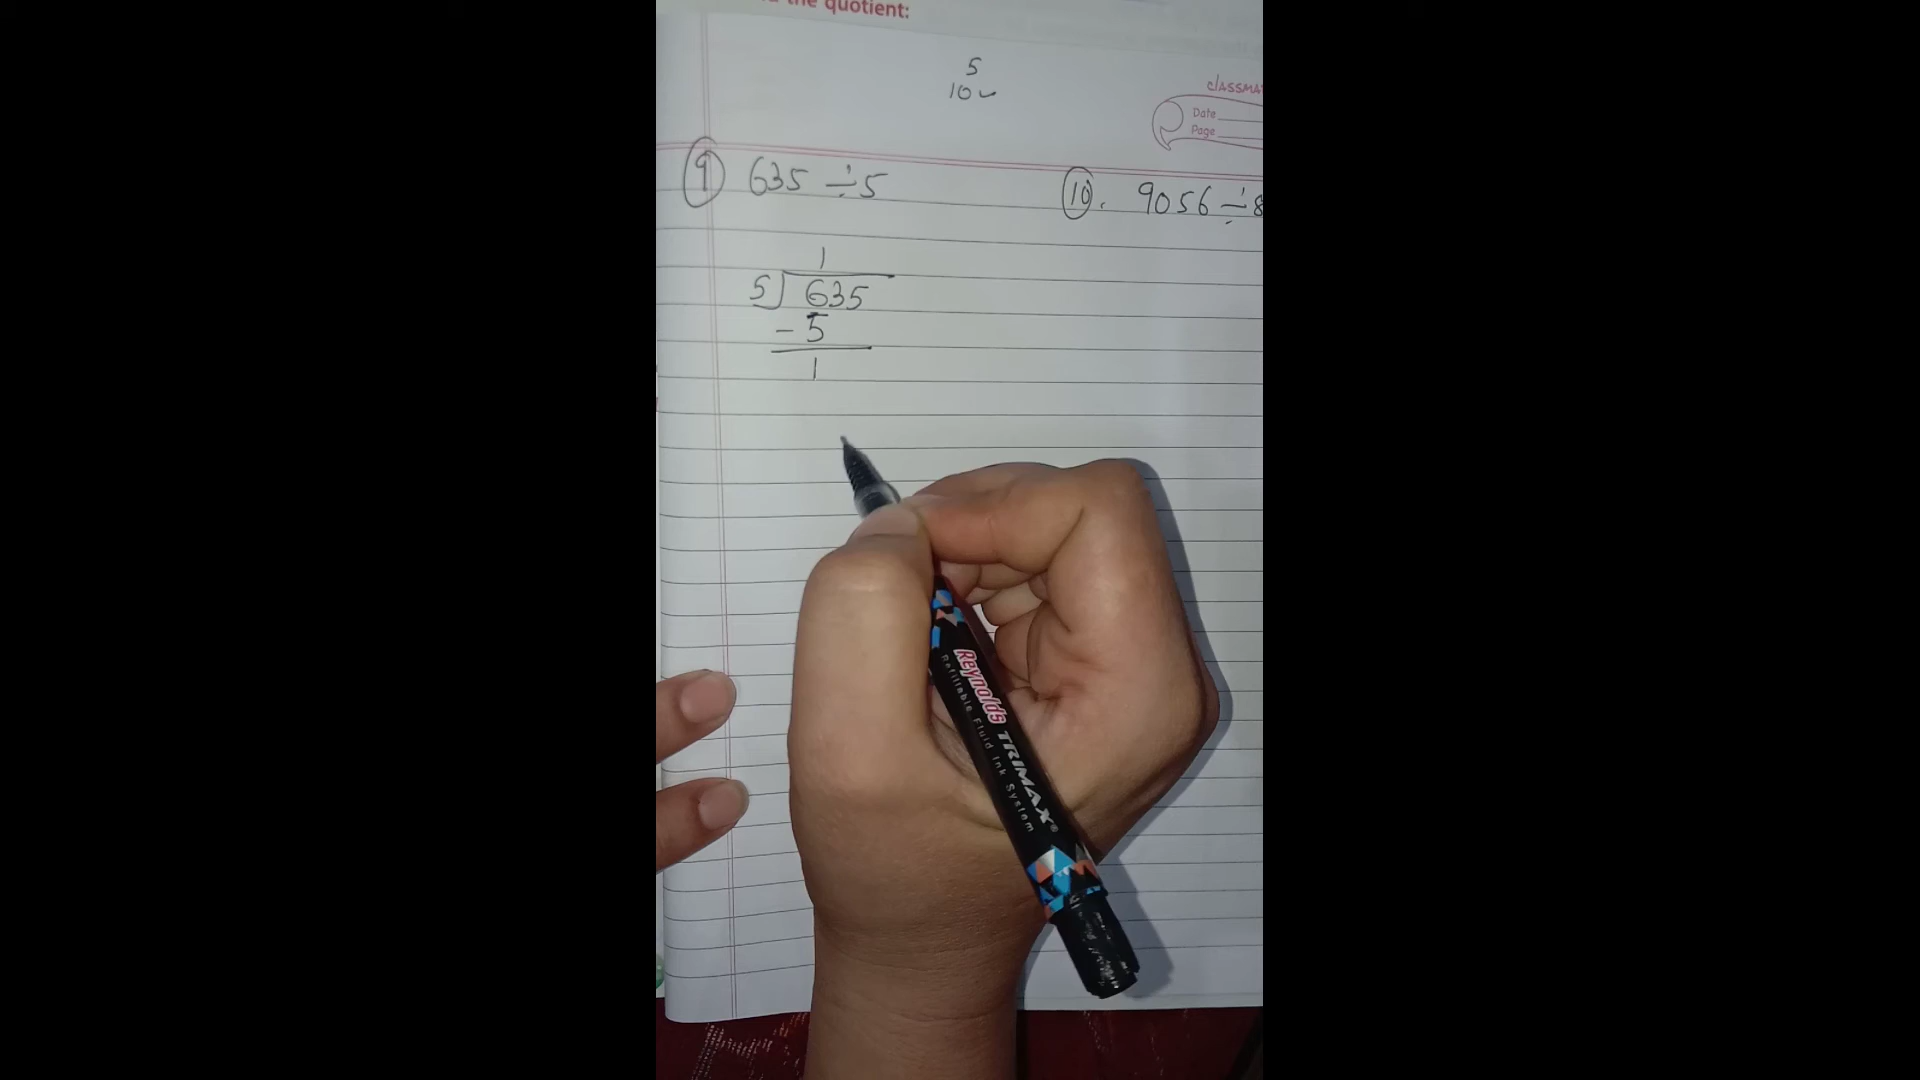 the quotient:
5
10
classma
Date
Page
9 635 ÷ 5
10. 9056 ÷ 8
1
5 635
- 5
1
Reynolds TRIMAX®
Refillable Fluid Ink System